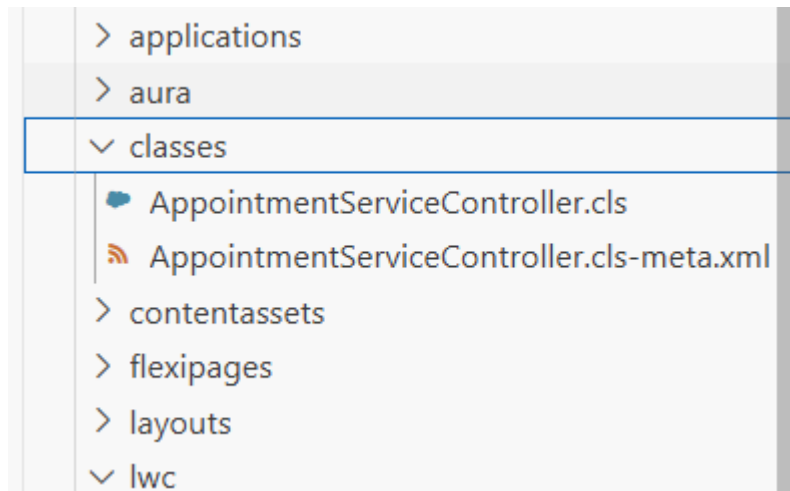 applications
aura
classes
AppointmentServiceController.cls
AppointmentServiceController.cls-meta.xml
contentassets
flexipages
layouts
lwc